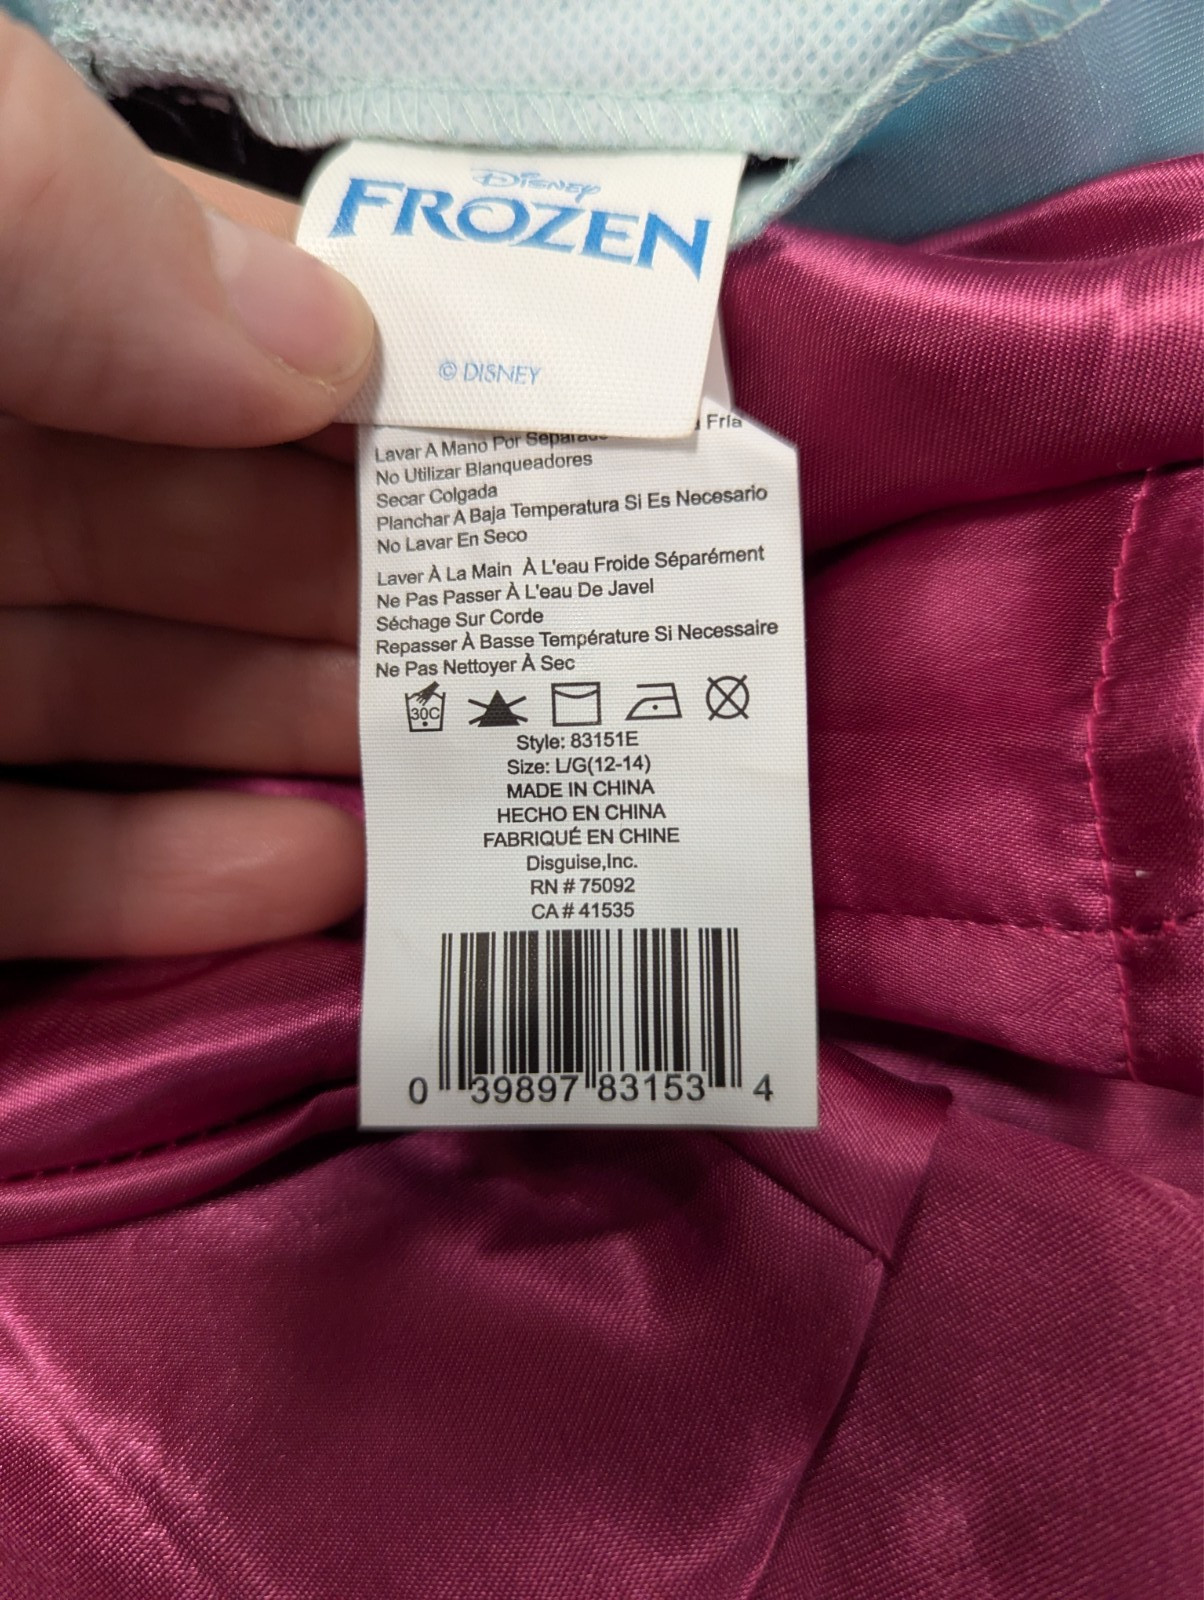 Disney
FROZEN
© DISNEY
Fría
Lavar A Mano Por Separado
No Utilizar Blanqueadores
Secar Colgada
Planchar A Baja Temperatura Si Es Necesario
No Lavar En Seco
Laver À La Main À L'eau Froide Séparément
Ne Pas Passer À L'eau De Javel
Séchage Sur Corde
Repasser À Basse Température Si Necessaire
Ne Pas Nettoyer À Sec
30C
Style: 83151E
Size: L/G(12-14)
MADE IN CHINA
HECHO EN CHINA
FABRIQUÉ EN CHINE
Disguise,Inc.
RN # 75092
CA # 41535
0 39897 83153 4